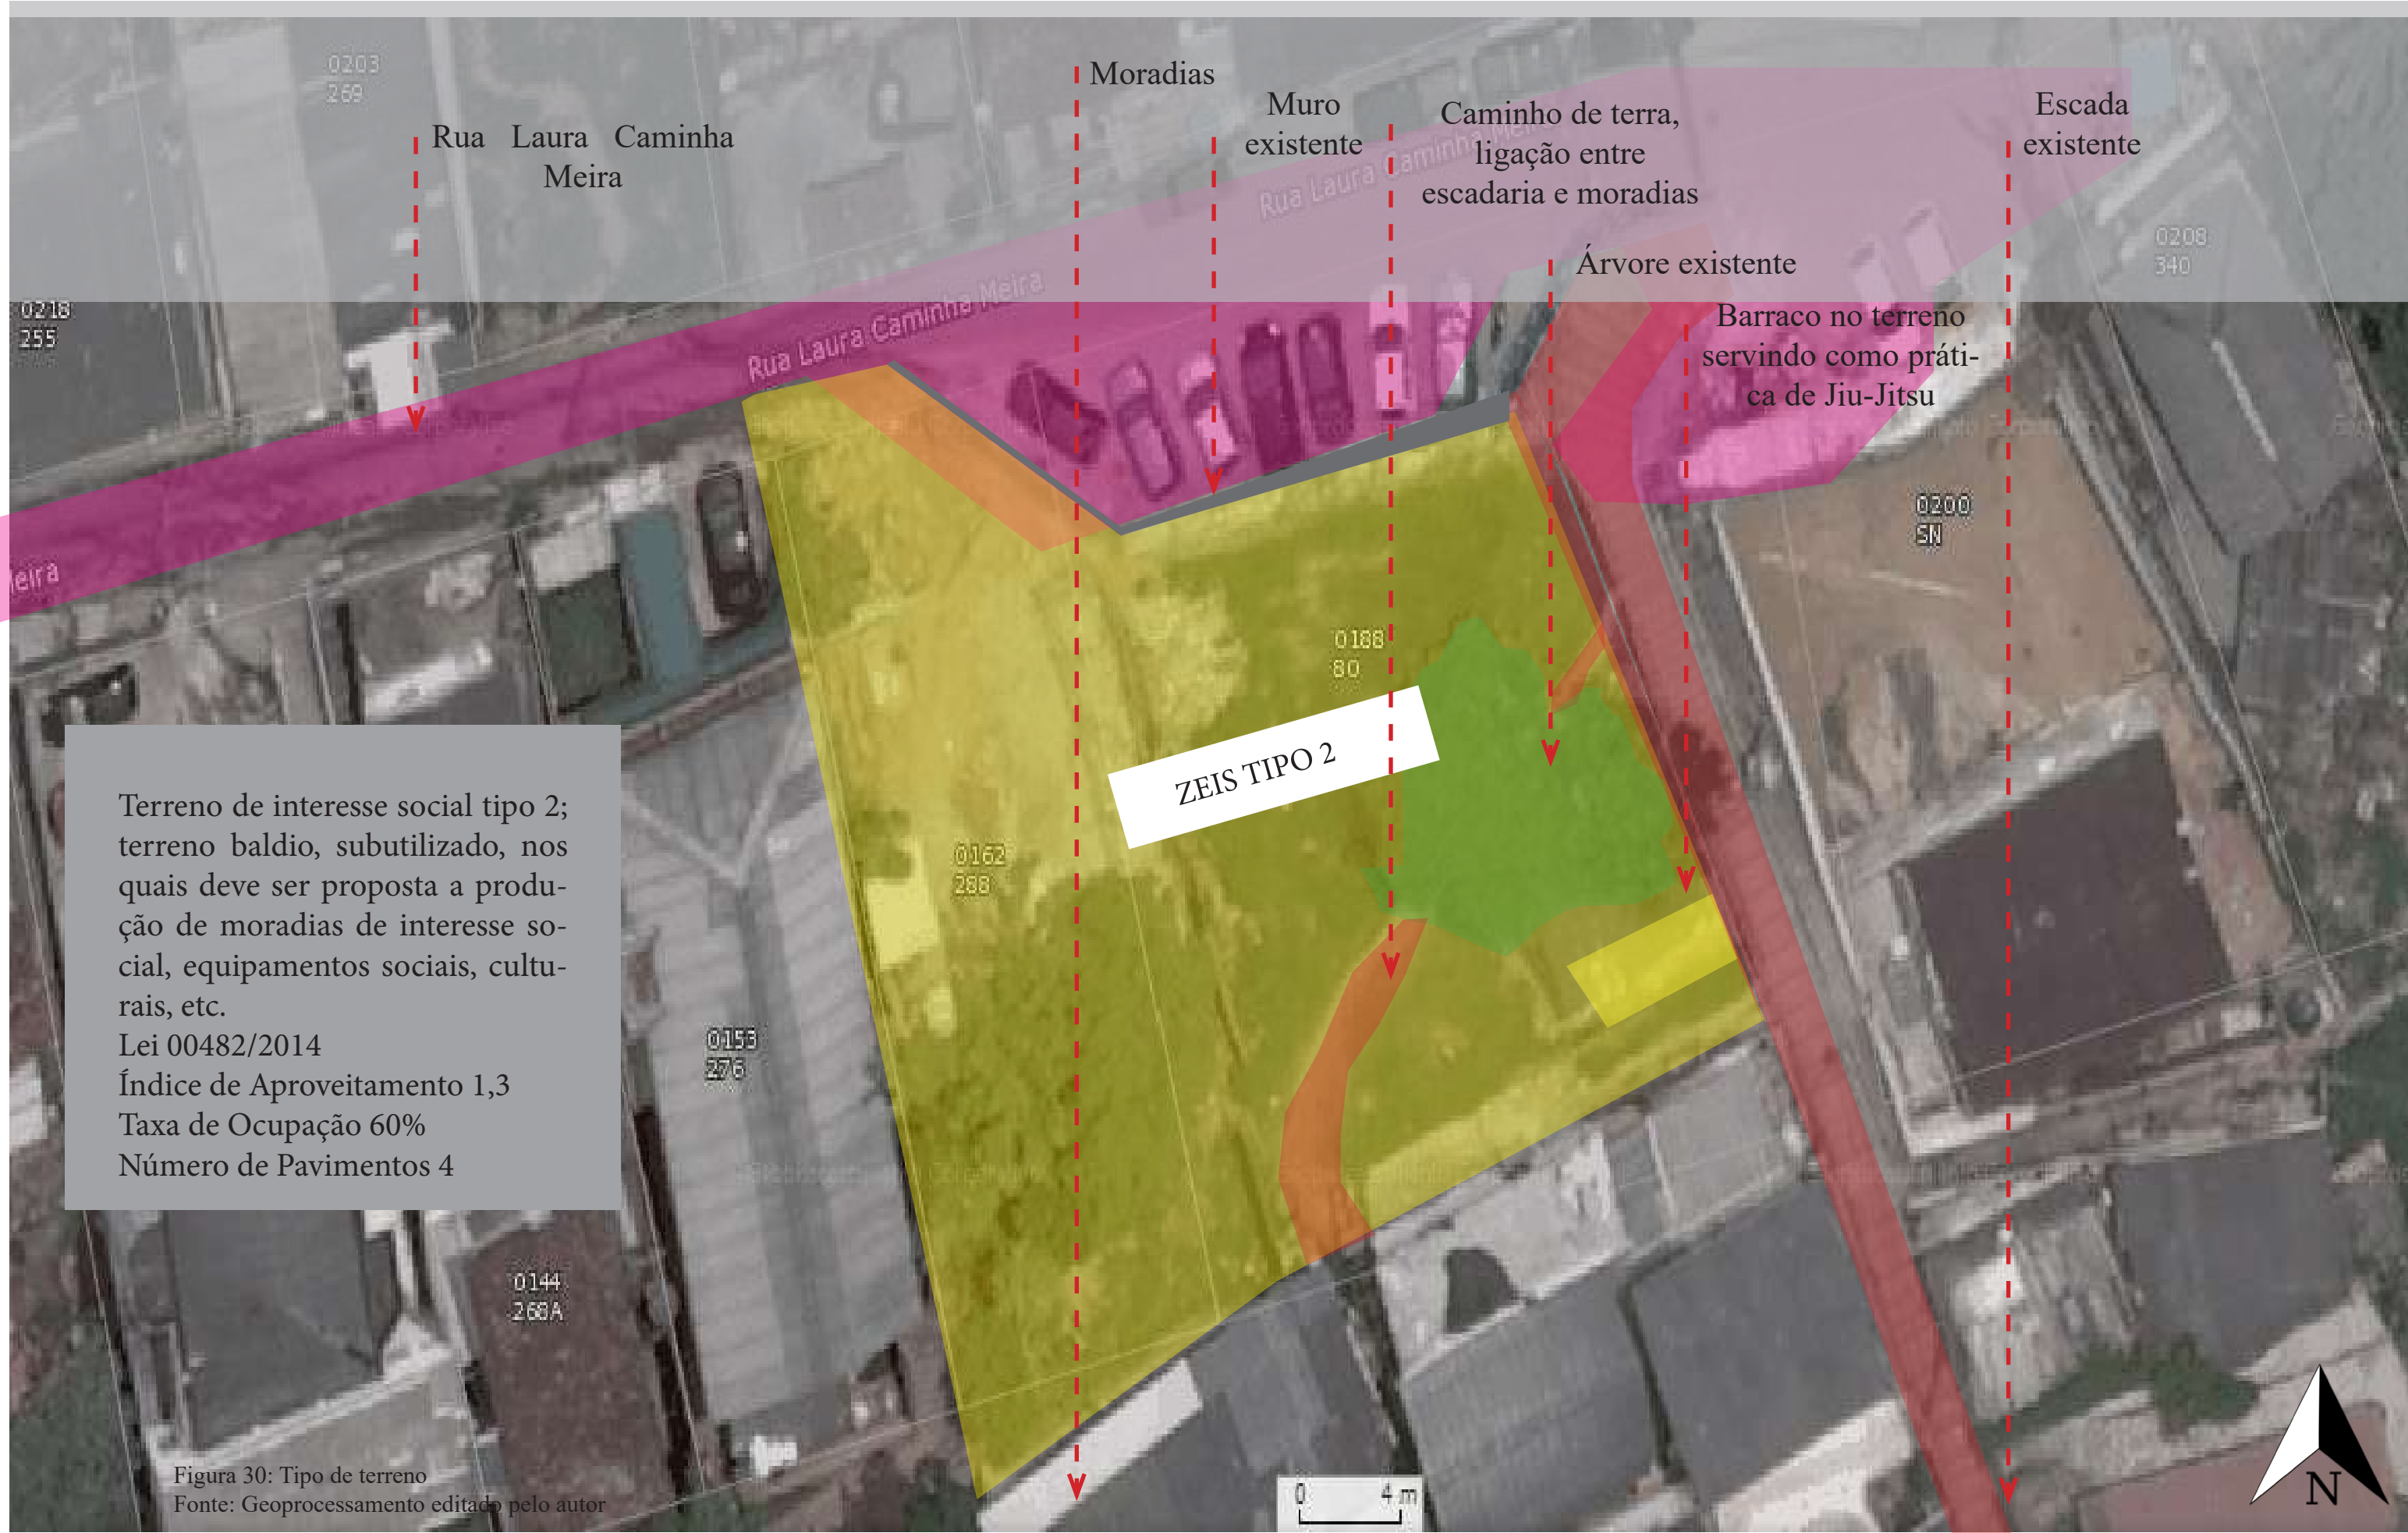 0203
269
Moradias
Muro
existente
Caminho de terra,
ligação entre
escadaria e moradias
Escada
existente
Rua Laura Caminha
Meira
Rua Laura Caminha Meira
Árvore existente
0208
340
0218
255
Rua Laura Caminha Meira
Barraco no terreno
servindo como práti-
ca de Jiu-Jitsu
0200
SN
eira
0188
80
ZEIS TIPO 2
Terreno de interesse social tipo 2;
terreno baldio, subutilizado, nos
quais deve ser proposta a produ-
ção de moradias de interesse so-
cial, equipamentos sociais, cultu-
rais, etc.
Lei 00482/2014
Índice de Aproveitamento 1,3
Taxa de Ocupação 60%
Número de Pavimentos 4
0162
288
0153
276
0144
268A
Figura 30: Tipo de terreno
Fonte: Geoprocessamento editado pelo autor
0 4 m
N